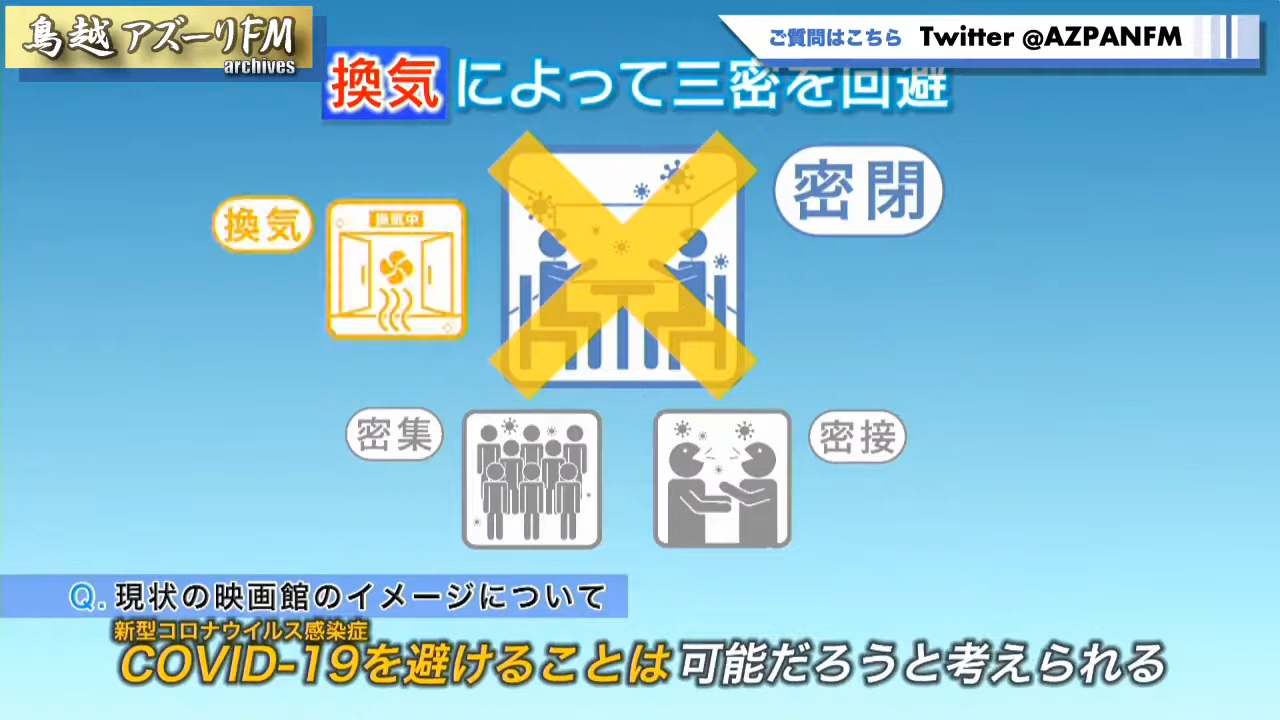 鳥越アズーリFM
archives
ご質問はこちら Twitter @AZPANFM
換気によって三密を回避
密閉
換気
換気中
密集
密接
Q. 現状の映画館のイメージについて
新型コロナウイルス感染症
COVID-19を避けることは可能だろうと考えられる